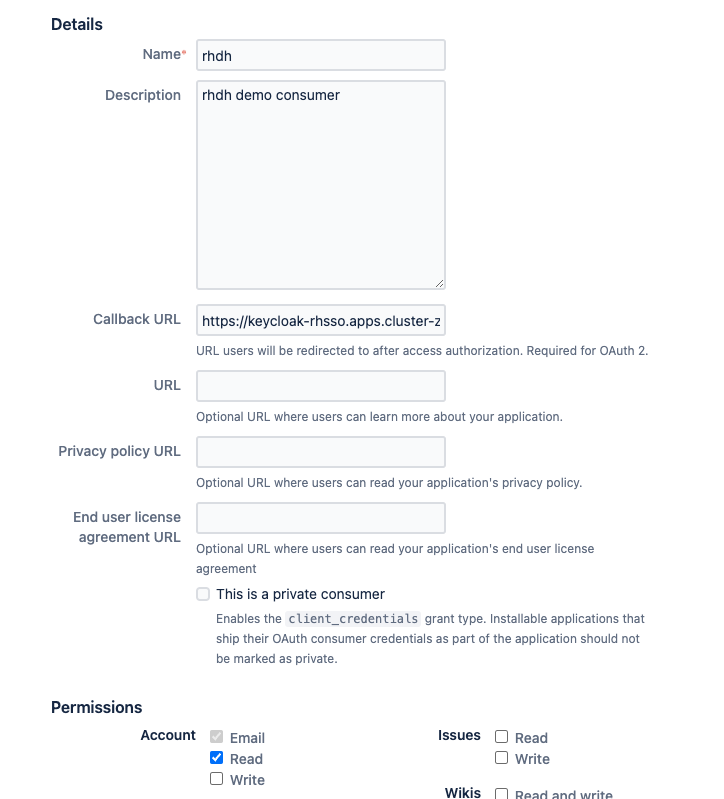 Details
Name*
rhdh
Description
rhdh demo consumer
Callback URL
https://keycloak-rhsso.apps.cluster-z
URL users will be redirected to after access authorization. Required for OAuth 2.
URL
Optional URL where users can learn more about your application.
Privacy policy URL
Optional URL where users can read your application's privacy policy.
End user license
agreement URL
Optional URL where users can read your application's end user license
agreement
This is a private consumer
Enables the client_credentials grant type. Installable applications that
ship their OAuth consumer credentials as part of the application should not
be marked as private.
Permissions
Account
Email
Read
Write
Issues
Read
Write
Wikis
Read and write